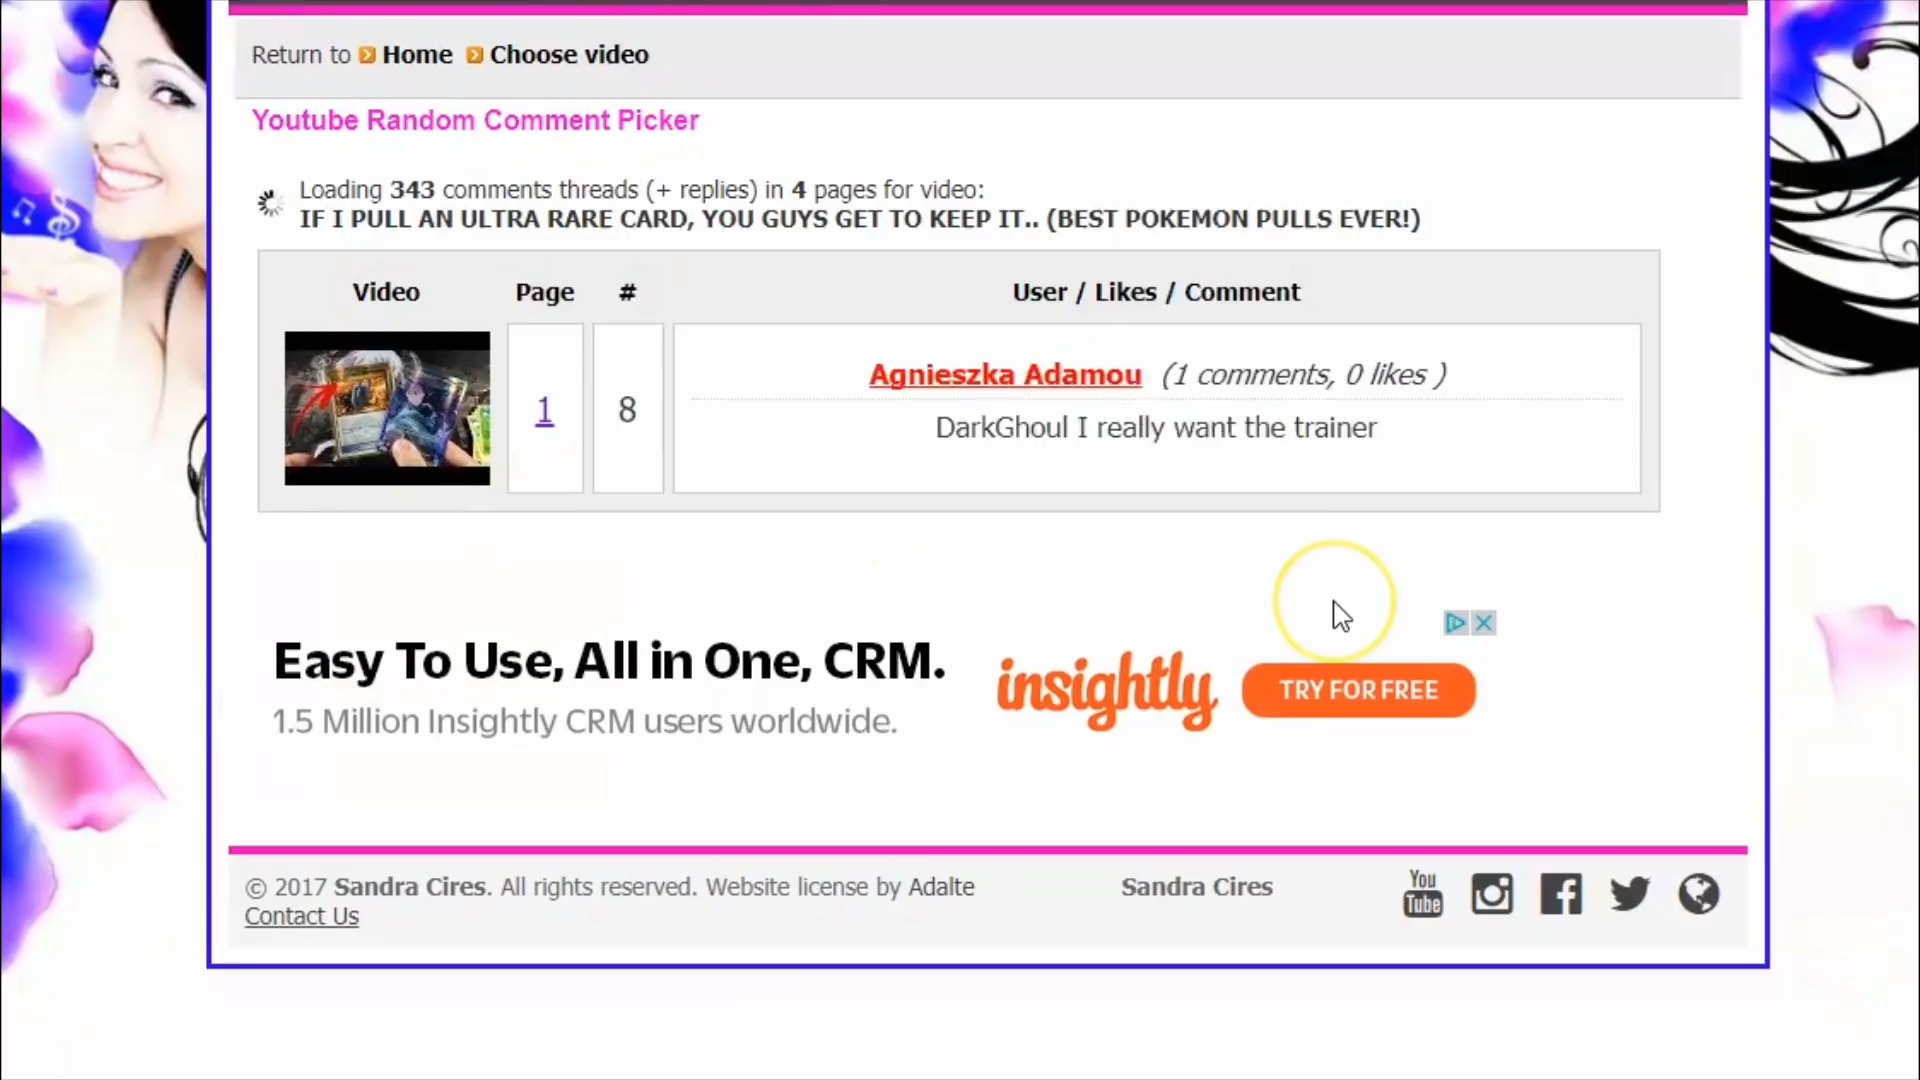 Return to Home Choose video
Youtube Random Comment Picker
Loading 343 comments threads (+ replies) in 4 pages for video:
IF I PULL AN ULTRA RARE CARD, YOU GUYS GET TO KEEP IT.. (BEST POKEMON PULLS EVER!)
Video Page # User / Likes / Comment
1 8 Agnieszka Adamou (1 comments, 0 likes )
DarkGhoul I really want the trainer
Easy To Use, All in One, CRM.
1.5 Million Insightly CRM users worldwide.
insightly TRY FOR FREE
© 2017 Sandra Cires. All rights reserved. Website license by Adalte
Contact Us
Sandra Cires
You
Tube